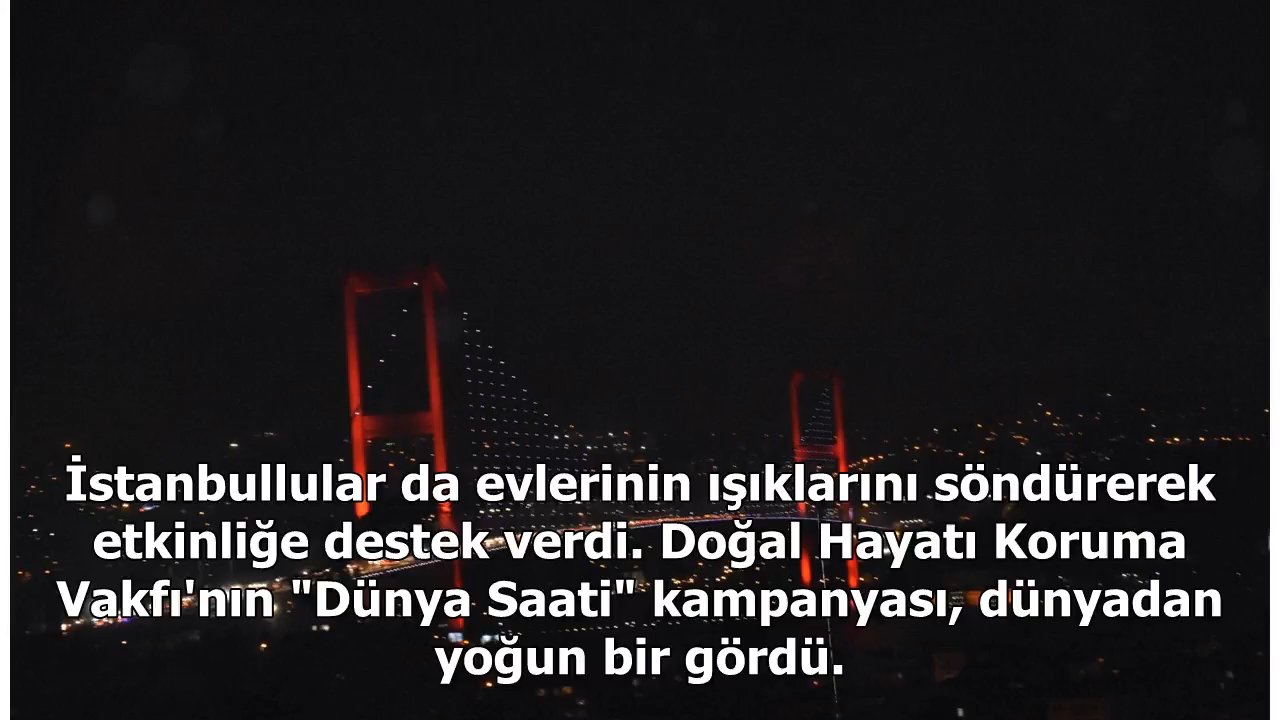 İstanbullular da evlerinin ışıklarını söndürerek
etkinliğe destek verdi. Doğal Hayatı Koruma
Vakfı'nın "Dünya Saati" kampanyası, dünyadan
yoğun bir gördü.